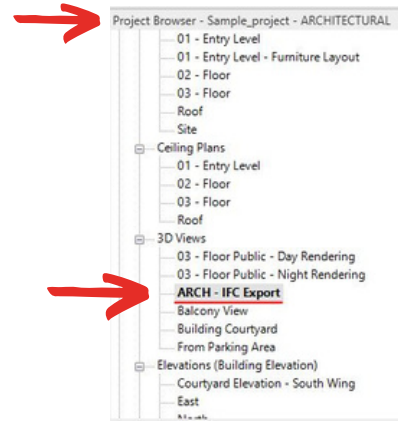 Project Browser - Sample_project - ARCHITECTURAL
01 - Entry Level
01 - Entry Level - Furniture Layout
02 - Floor
03 - Floor
Roof
Site
Ceiling Plans
01 - Entry Level
02 - Floor
03 - Floor
Roof
3D Views
03 - Floor Public - Day Rendering
03 - Floor Public - Night Rendering
ARCH - IFC Export
Balcony View
Building Courtyard
From Parking Area
Elevations (Building Elevation)
Courtyard Elevation - South Wing
East